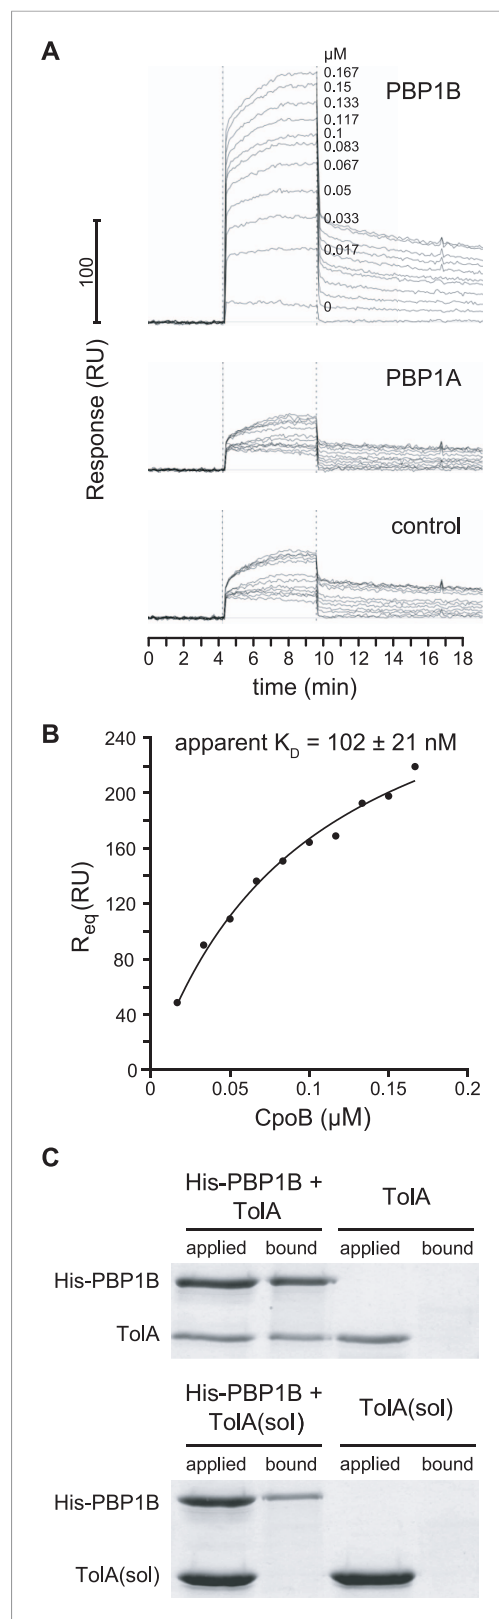 A
µM
PBP1B
0.167
0.15
0.133
0.117
0.1
0.083
0.067
0.05
0.033
0.017
0
100
Response (RU)
PBP1A
control
0 2 4 6 8 10 12 14 16 18
time (min)
B
apparent K_D = 102 ± 21 nM
240
200
160
120
80
40
0
R_eq (RU)
0 0.05 0.1 0.15 0.2
CpoB (µM)
C
His-PBP1B + TolA
TolA
applied bound applied bound
His-PBP1B
TolA
His-PBP1B + TolA(sol)
TolA(sol)
applied bound applied bound
His-PBP1B
TolA(sol)